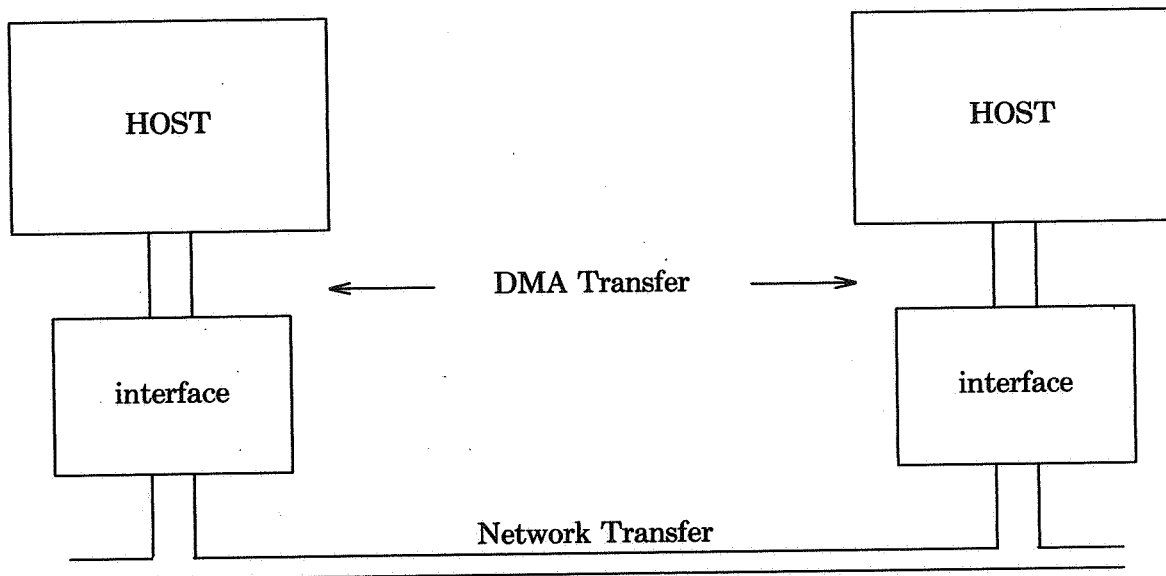 HOST
HOST
DMA Transfer
interface
interface
Network Transfer